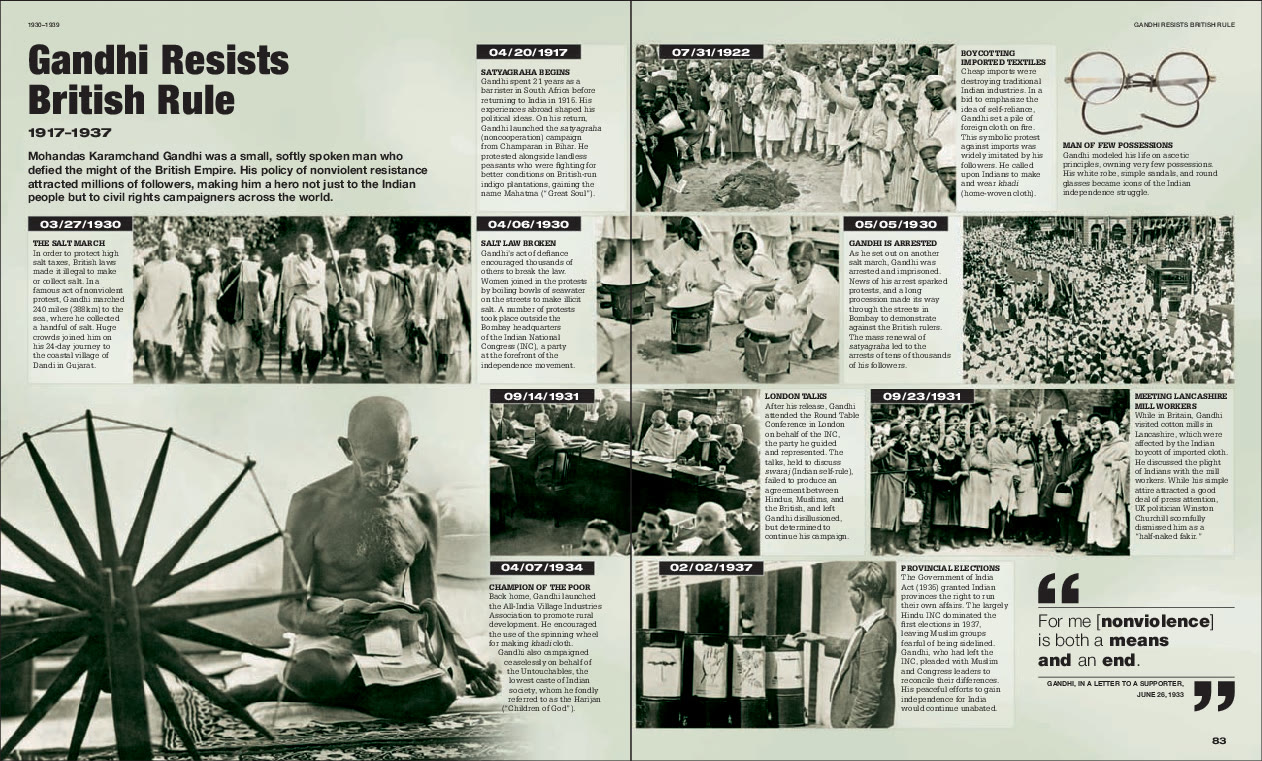 1930–1939
GANDHI RESISTS BRITISH RULE
Gandhi Resists
British Rule
1917–1937
Mohandas Karamchand Gandhi was a small, softly spoken man who
defied the might of the British Empire. His policy of nonviolent resistance
attracted millions of followers, making him a hero not just to the Indian
people but to civil rights campaigners across the world.
04/20/1917
SATYAGRAHA BEGINS
Gandhi spent 21 years as a
barrister in South Africa before
returning to India in 1915. His
experiences abroad shaped his
political ideas. On his return,
Gandhi launched the satyagraha
(noncooperation) campaign
from Champaran in Bihar. He
protested alongside landless
peasants who were fighting for
better conditions on British-run
indigo plantations, gaining the
name Mahatma ("Great Soul").
07/31/1922
BOYCOTTING
IMPORTED TEXTILES
Cheap imports were
destroying traditional
Indian industries. In a
bid to emphasize the
idea of self-reliance,
Gandhi set a pile of
foreign cloth on fire.
This symbolic protest
against imports was
widely imitated by his
followers. He called
upon Indians to make
and wear khadi
(home-woven cloth).
MAN OF FEW POSSESSIONS
Gandhi modeled his life on ascetic
principles, owning very few possessions.
His white robe, simple sandals, and round
glasses became icons of the Indian
independence struggle.
03/27/1930
THE SALT MARCH
In order to protect high
salt taxes, British laws
made it illegal to make
or collect salt. In a
famous act of nonviolent
protest, Gandhi marched
240 miles (388km) to the
sea, where he collected
a handful of salt. Huge
crowds joined him on
his 24-day journey to
the coastal village of
Dandi in Gujarat.
04/06/1930
SALT LAW BROKEN
Gandhi's act of defiance
encouraged thousands of
others to break the law.
Women joined in the protests
by boiling bowls of seawater
on the streets to make illicit
salt. A number of protests
took place outside the
Bombay headquarters
of the Indian National
Congress (INC), a party
at the forefront of the
independence movement.
05/05/1930
GANDHI IS ARRESTED
As he set out on another
salt march, Gandhi was
arrested and imprisoned.
News of his arrest sparked
protests, and a long
procession made its way
through the streets in
Bombay to demonstrate
against the British rulers.
The mass renewal of
satyagraha led to the
arrests of tens of thousands
of his followers.
09/14/1931
LONDON TALKS
After his release, Gandhi
attended the Round Table
Conference in London
on behalf of the INC,
the party he guided
and represented. The
talks, held to discuss
swaraj (Indian self-rule),
failed to produce an
agreement between
Hindus, Muslims, and
the British, and left
Gandhi disillusioned,
but determined to
continue his campaign.
09/23/1931
MEETING LANCASHIRE
MILL WORKERS
While in Britain, Gandhi
visited cotton mills in
Lancashire, which were
affected by the Indian
boycott of imported cloth.
He discussed the plight
of Indians with the mill
workers. While his simple
attire attracted a good
deal of press attention,
UK politician Winston
Churchill scornfully
dismissed him as a
"half-naked fakir."
04/07/1934
CHAMPION OF THE POOR
Back home, Gandhi launched
the All-India Village Industries
Association to promote rural
development. He encouraged
the use of the spinning wheel
for making khadi cloth.
Gandhi also campaigned
ceaselessly on behalf of
the Untouchables, the
lowest caste of Indian
society, whom he fondly
referred to as the Harijan
("Children of God").
02/02/1937
PROVINCIAL ELECTIONS
The Government of India
Act (1935) granted Indian
provinces the right to run
their own affairs. The largely
Hindu INC dominated the
first elections in 1937,
leaving Muslim groups
fearful of being sidelined.
Gandhi, who had left the
INC, pleaded with Muslim
and Congress leaders to
reconcile their differences.
His peaceful efforts to gain
independence for India
would continue unabated.
“
For me [nonviolence]
is both a means
and an end.
GANDHI, IN A LETTER TO A SUPPORTER,
JUNE 26, 1933
”
83